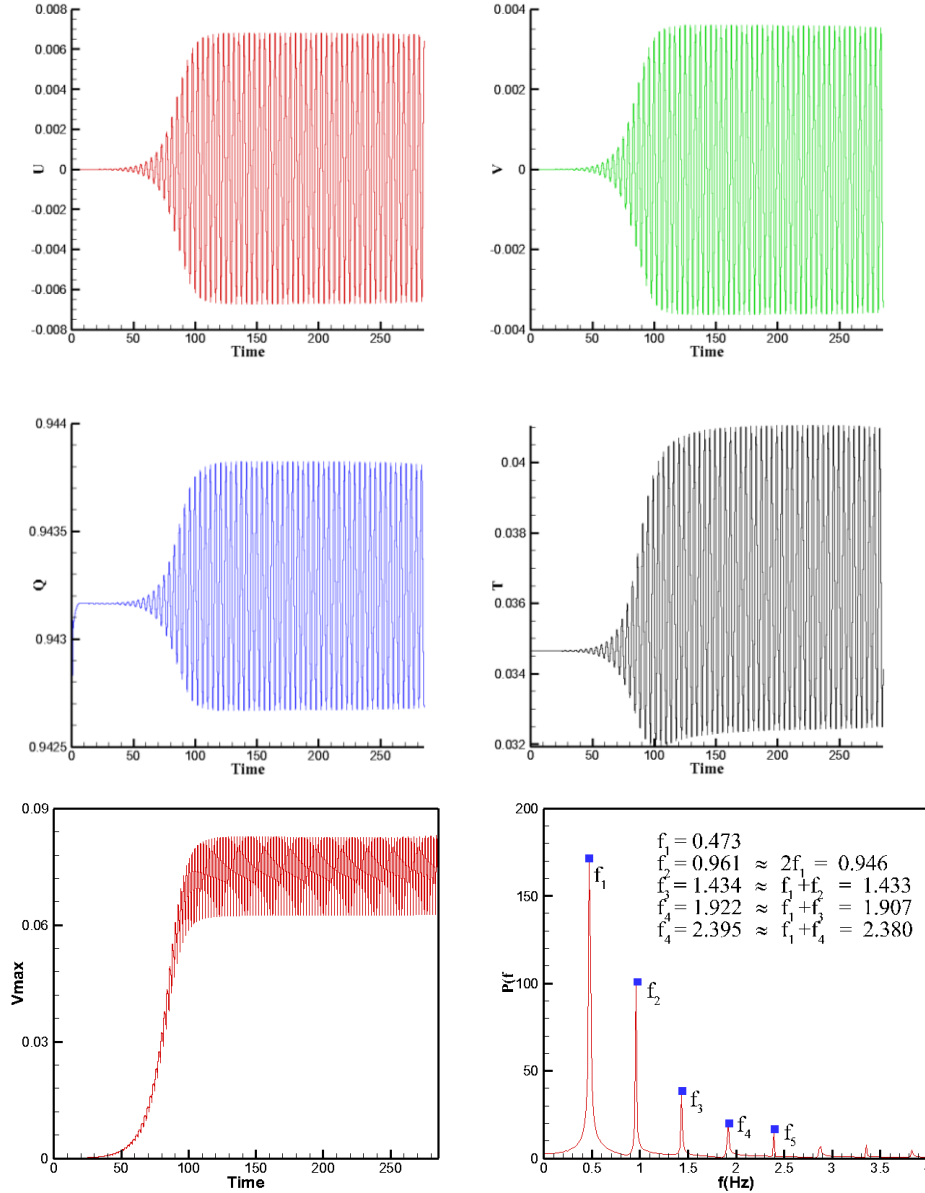 0.008
0.006
0.004
0.002
0
-0.002
-0.004
-0.006
-0.008
U
0 50 100 150 200 250
Time
0.004
0.002
0
-0.002
-0.004
V
0 50 100 150 200 250
Time
0.944
0.9435
0.943
0.9425
Q
0 50 100 150 200 250
Time
0.04
0.038
0.036
0.034
0.032
T
0 50 100 150 200 250
Time
0.09
0.06
0.03
0
Vmax
0 50 100 150 200 250
Time
200
150
100
50
0
P(f
f1 = 0.473
f2 = 0.961 ≈ 2f1 = 0.946
f3 = 1.434 ≈ f1+f2 = 1.433
f4 = 1.922 ≈ f1+f3 = 1.907
f4 = 2.395 ≈ f1+f4 = 2.380
f1
f2
f3
f4
f5
0 0.5 1 1.5 2 2.5 3 3.5 4
f(Hz)